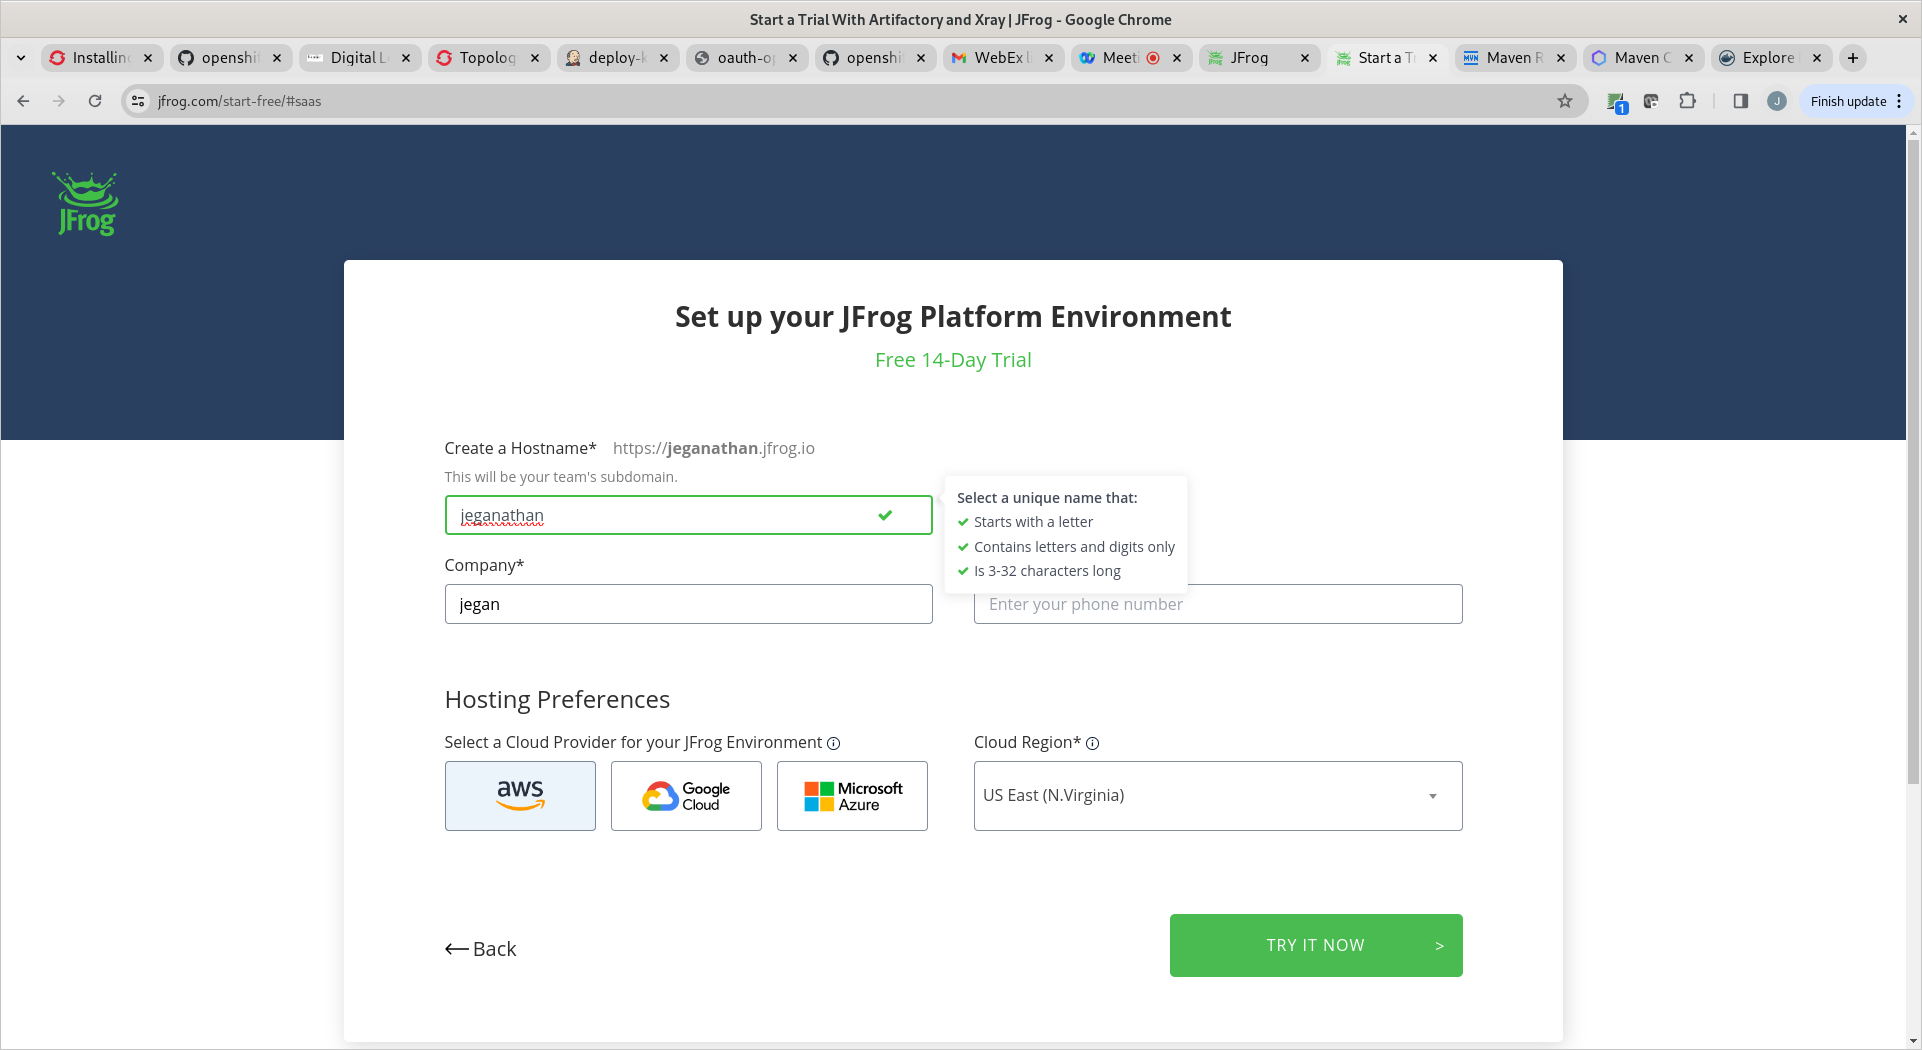 Start a Trial With Artifactory and Xray | JFrog - Google Chrome
Installin
openshi
Digital L
Topolog
deploy-k
oauth-op
openshi
WebEx l
Meeti
JFrog
Start a T
Maven R
Maven C
Explore
jfrog.com/start-free/#saas
1
J
Finish update
JFrog
Set up your JFrog Platform Environment
Free 14-Day Trial
Create a Hostname* https://jeganathan.jfrog.io
This will be your team's subdomain.
jeganathan
Select a unique name that:
Starts with a letter
Contains letters and digits only
Is 3-32 characters long
Company*
jegan
Enter your phone number
Hosting Preferences
Select a Cloud Provider for your JFrog Environment
Cloud Region*
aws
Google Cloud
Microsoft Azure
US East (N.Virginia)
Back
TRY IT NOW >